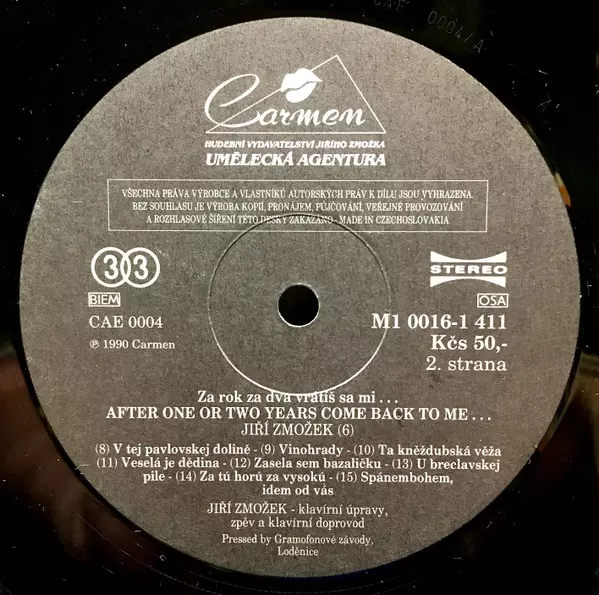 CAE 0004/A
Carmen
HUDEBNÍ VYDAVATELSTVÍ JIŘÍHO ZMOŽKA
UMĚLECKÁ AGENTURA
VŠECHNA PRÁVA VÝROBCE A VLASTNÍKŮ AUTORSKÝCH PRÁV K DÍLU JSOU VYHRAZENA.
BEZ SOUHLASU JE VÝROBA KOPIÍ, PRONÁJEM, PŮJČOVÁNÍ, VEŘEJNÉ PROVOZOVÁNÍ
A ROZHLASOVÉ ŠÍŘENÍ TÉTO DESKY ZAKÁZÁNO - MADE IN CZECHOSLOVAKIA
33
STEREO
BIEM
OSA
CAE 0004
M1 0016-1 411
℗ 1990 Carmen
Kčs 50,-
2. strana
Za rok za dva vrátíš sa mi . . .
AFTER ONE OR TWO YEARS COME BACK TO ME . . .
JIŘÍ ZMOŽEK (6)
(8) V tej pavlovskej dolině - (9) Vinohrady - (10) Ta kněždubská věža
(11) Veselá je dědina - (12) Zasela sem bazaličku - (13) U breclavskej
pile - (14) Za tú horú za vysokú - (15) Spánembohem,
idem od vás
JIŘÍ ZMOŽEK - klavírní úpravy,
zpěv a klavírní doprovod
Pressed by Gramofonové závody,
Loděnice